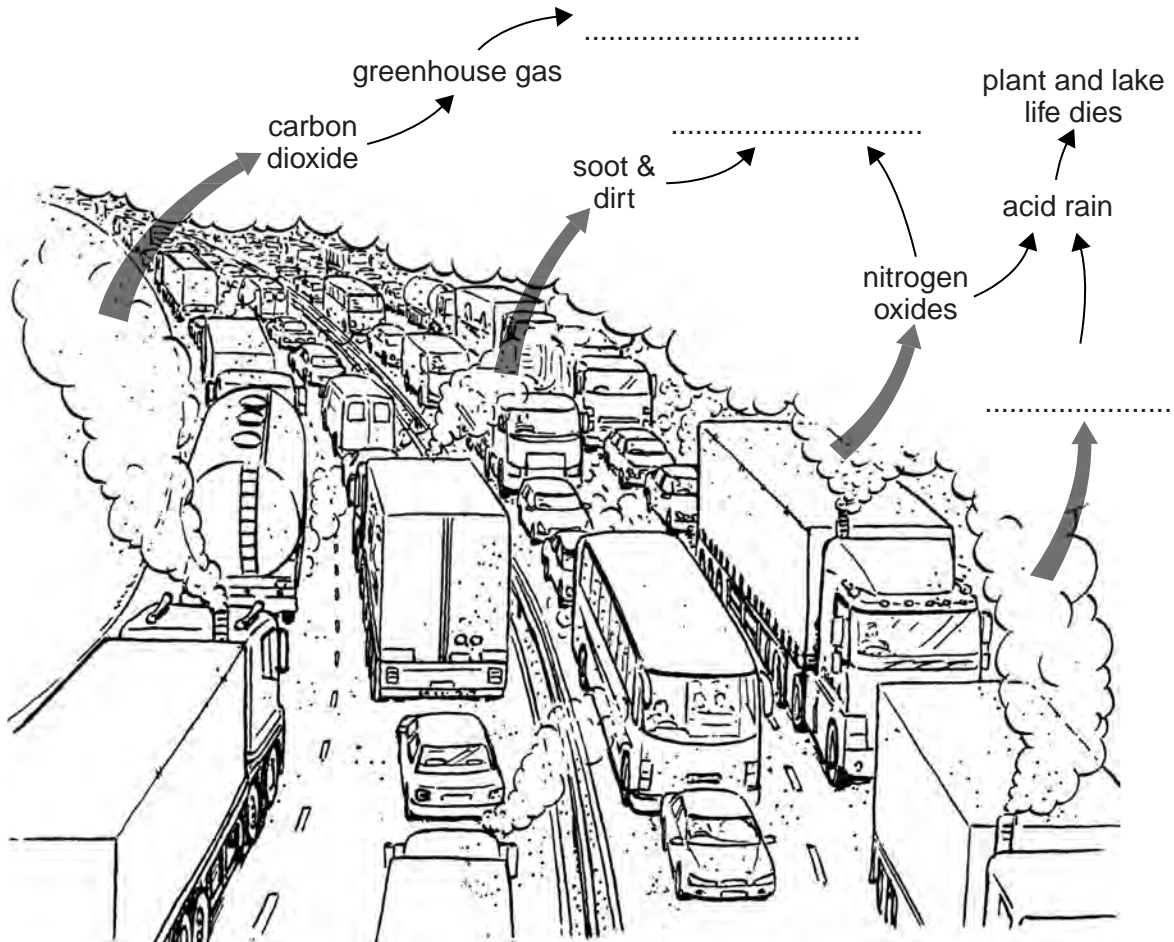 greenhouse gas
carbon
dioxide
soot &
dirt
plant and lake
life dies
acid rain
nitrogen
oxides